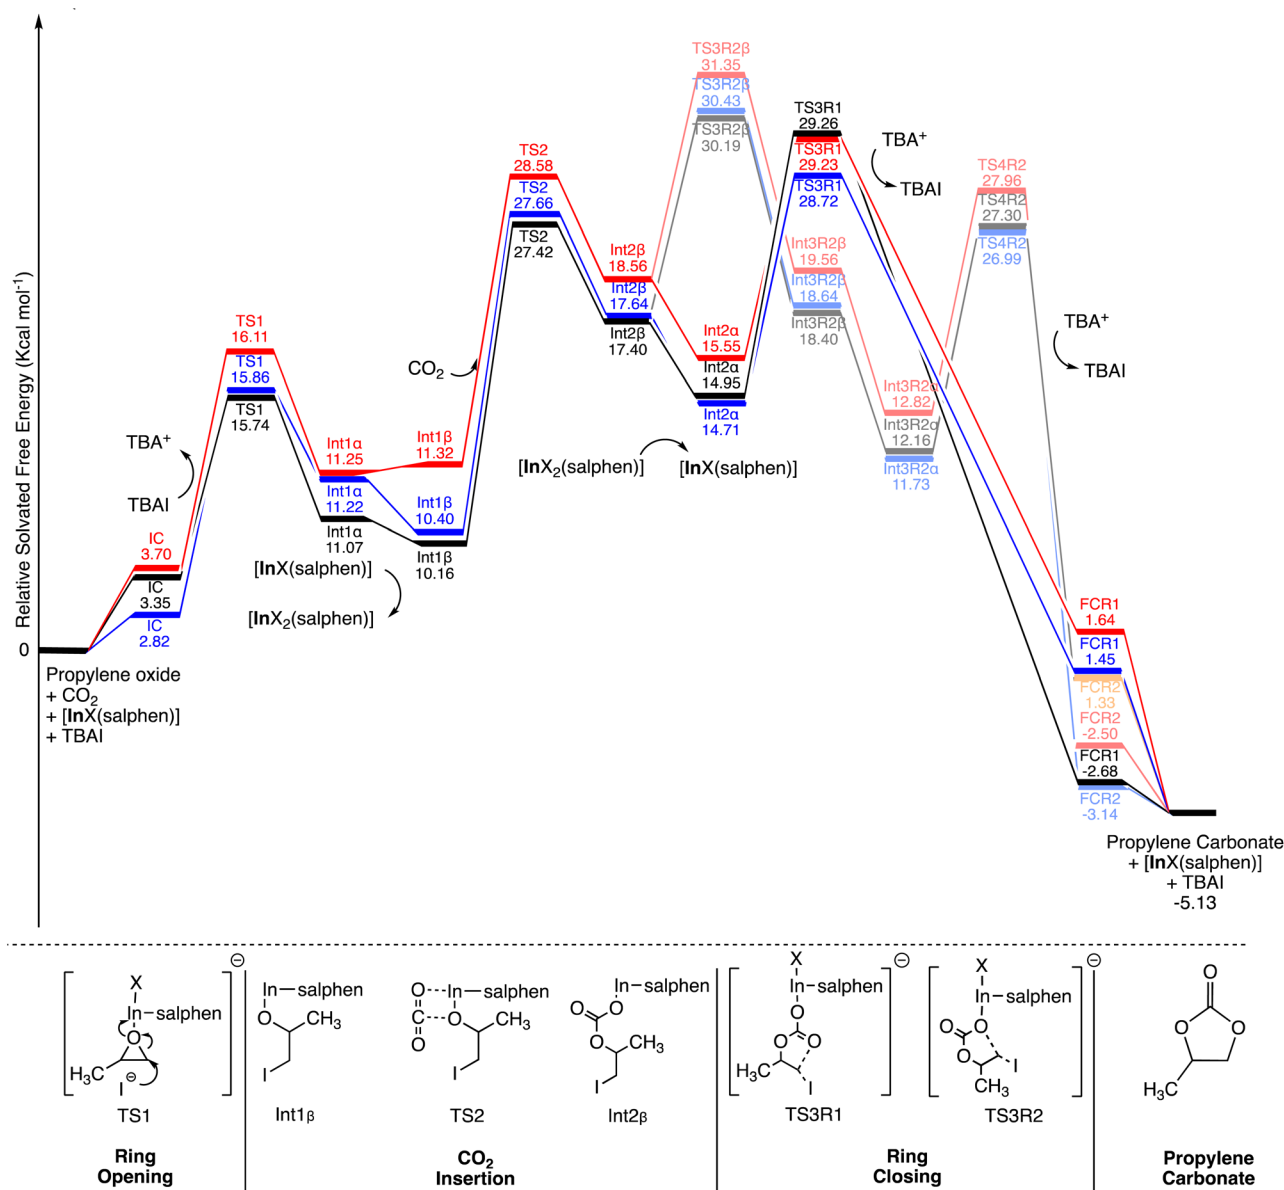 Relative Solvated Free Energy (Kcal mol⁻¹)
0
Propylene oxide
+ CO₂
+ [InX(salphen)]
+ TBAI
TBA⁺
TBAI
IC
3.70
IC
3.35
IC
2.82
TS1
16.11
TS1
15.86
TS1
15.74
Int1α
11.25
Int1α
11.22
Int1α
11.07
[InX(salphen)]
[InX₂(salphen)]
Int1β
11.32
Int1β
10.40
Int1β
10.16
CO₂
TS2
28.58
TS2
27.66
TS2
27.42
Int2β
18.56
Int2β
17.64
Int2β
17.40
[InX₂(salphen)]
[InX(salphen)]
TS3R2β
31.35
TS3R2β
30.43
TS3R2β
30.19
Int2α
15.55
Int2α
14.95
Int2α
14.71
TS3R1
29.26
TS3R1
29.23
TS3R1
28.72
TBA⁺
TBAI
Int3R2β
19.56
Int3R2β
18.64
Int3R2β
18.40
Int3R2α
12.82
Int3R2α
12.16
Int3R2α
11.73
TS4R2
27.96
TS4R2
27.30
TS4R2
26.99
TBA⁺
TBAI
FCR1
1.64
FCR1
1.45
FCR2
1.33
FCR2
-2.50
FCR1
-2.68
FCR2
-3.14
Propylene Carbonate
+ [InX(salphen)]
+ TBAI
-5.13
X
In
salphen
O
H₃C
I
⊖
TS1
Ring
Opening
In
salphen
O
CH₃
I
Int1β
O
In
salphen
C
O
CH₃
O
I
TS2
In
salphen
O
O
O
CH₃
I
Int2β
CO₂
Insertion
X
In
salphen
O
O
O
H₃C
I
⊖
TS3R1
X
In
salphen
O
O
O
I
CH₃
⊖
TS3R2
Ring
Closing
O
O
O
H₃C
Propylene
Carbonate